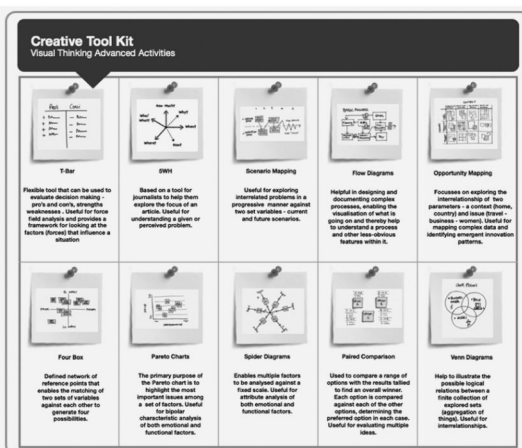 Creative Tool Kit
Visual Thinking Advanced Activities
T-Bar
Flexible tool that can be used to
evaluate decision making -
pro's and con's, strengths
weaknesses . Useful for force
field analysis and provides a
framework for looking at the
factors (forces) that influence a
situation
5WH
Based on a tool for
journalists to help them
explore the focus of an
article. Useful for
understanding a given or
perceived problem.
Scenario Mapping
Useful for exploring
interrelated problems in a
progressive manner against
two set variables - current
and future scenarios.
Flow Diagrams
Helpful in designing and
documenting complex
processes, enabling the
visualisation of what is
going on and thereby help
to understand a process
and other less-obvious
features within it.
Opportunity Mapping
Focusses on exploring the
interrelationship of two
parameters - a context (home,
country) and issue (travel -
business - women). Useful for
mapping complex data and
identifying emergent innovation
patterns.
Four Box
Defined network of
reference points that
enables the matching of
two sets of variables
against each other to
generate four
possibilities.
Pareto Charts
The primary purpose of
the Pareto chart is to
highlight the most
important issues among
a set of factors. Useful
for bipolar
characteristic analysis
of both emotional and
functional factors.
Spider Diagrams
Enables multiple factors
to be analysed against a
fixed scale. Useful for
attribute analysis of
both emotional and
functional factors.
Paired Comparison
Used to compare a range of
options with the results tallied
to find an overall winner.
Each option is compared
against each of the other
options, determining the
preferred option in each case.
Useful for evaluating multiple
ideas.
Venn Diagrams
Help to illustrate the
possible logical
relations between a
finite collection of
explored sets
(aggregation of
things). Useful for
interrelationships.